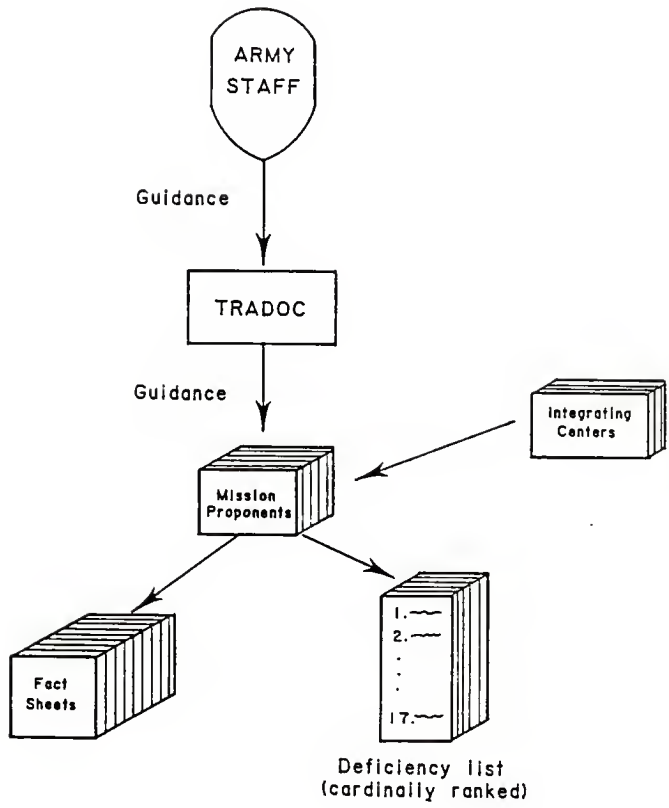 ARMY
STAFF
Guidance
TRADOC
Guidance
Integrating
Centers
Mission
Proponents
Fact
Sheets
1.
2.
.
.
.
17.
Deficiency list
(cardinally ranked)